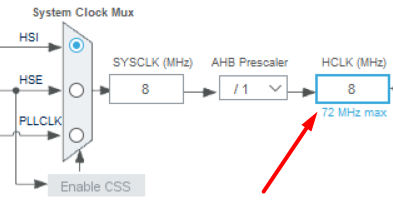 System Clock Mux
HSI
SYSCLK (MHz)
AHB Prescaler
HCLK (MHz)
HSE
8
/ 1
8
72 MHz max
PLLCLK
Enable CSS